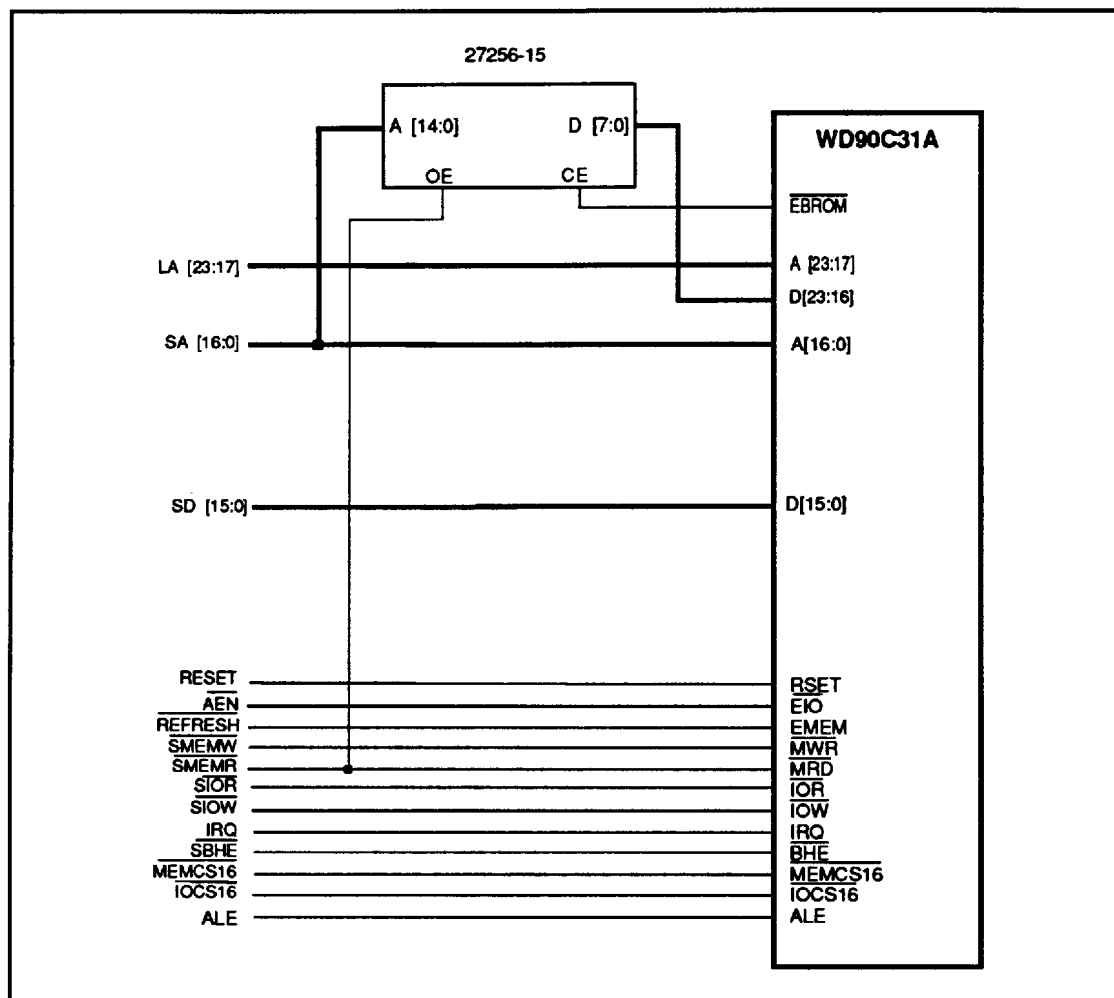 27256-15
A [14:0] D [7:0]
OE CE
WD90C31A
EBROM
LA [23:17] A [23:17]
D[23:16]
SA [16:0] A[16:0]
SD [15:0] D[15:0]
RESET RSET
AEN EIO
REFRESH EMEM
SMEMW MWR
SMEMR MRD
SIOR IOR
SIOW IOW
IRQ IRQ
SBHE BHE
MEMCS16 MEMCS16
IOCS16 IOCS16
ALE ALE